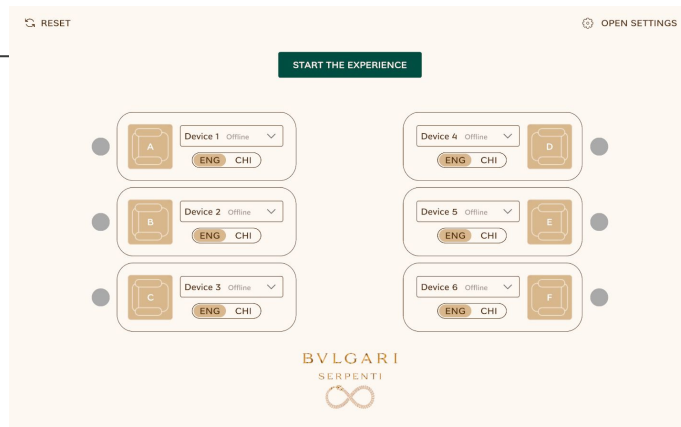 RESET
OPEN SETTINGS
START THE EXPERIENCE
A
Device 1 Offline
ENG CHI
Device 4 Offline
ENG CHI
D
B
Device 2 Offline
ENG CHI
Device 5 Offline
ENG CHI
E
C
Device 3 Offline
ENG CHI
Device 6 Offline
ENG CHI
F
BVLGARI
SERPENTI